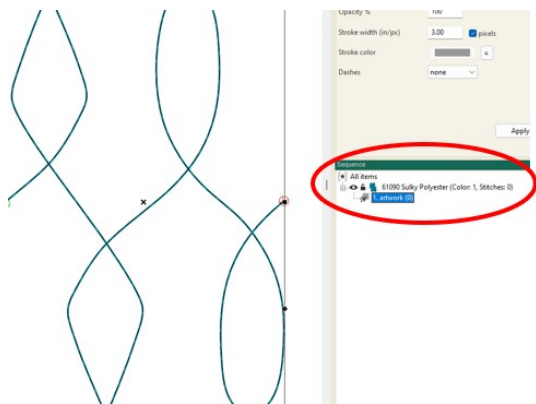 Opacity % 100
Stroke width (in/px) 3.00 pixels
Stroke color
Dashes none
Apply
Sequence
All items
61090 Sulky Polyester (Color: 1, Stitches: 0)
1. artwork (0)